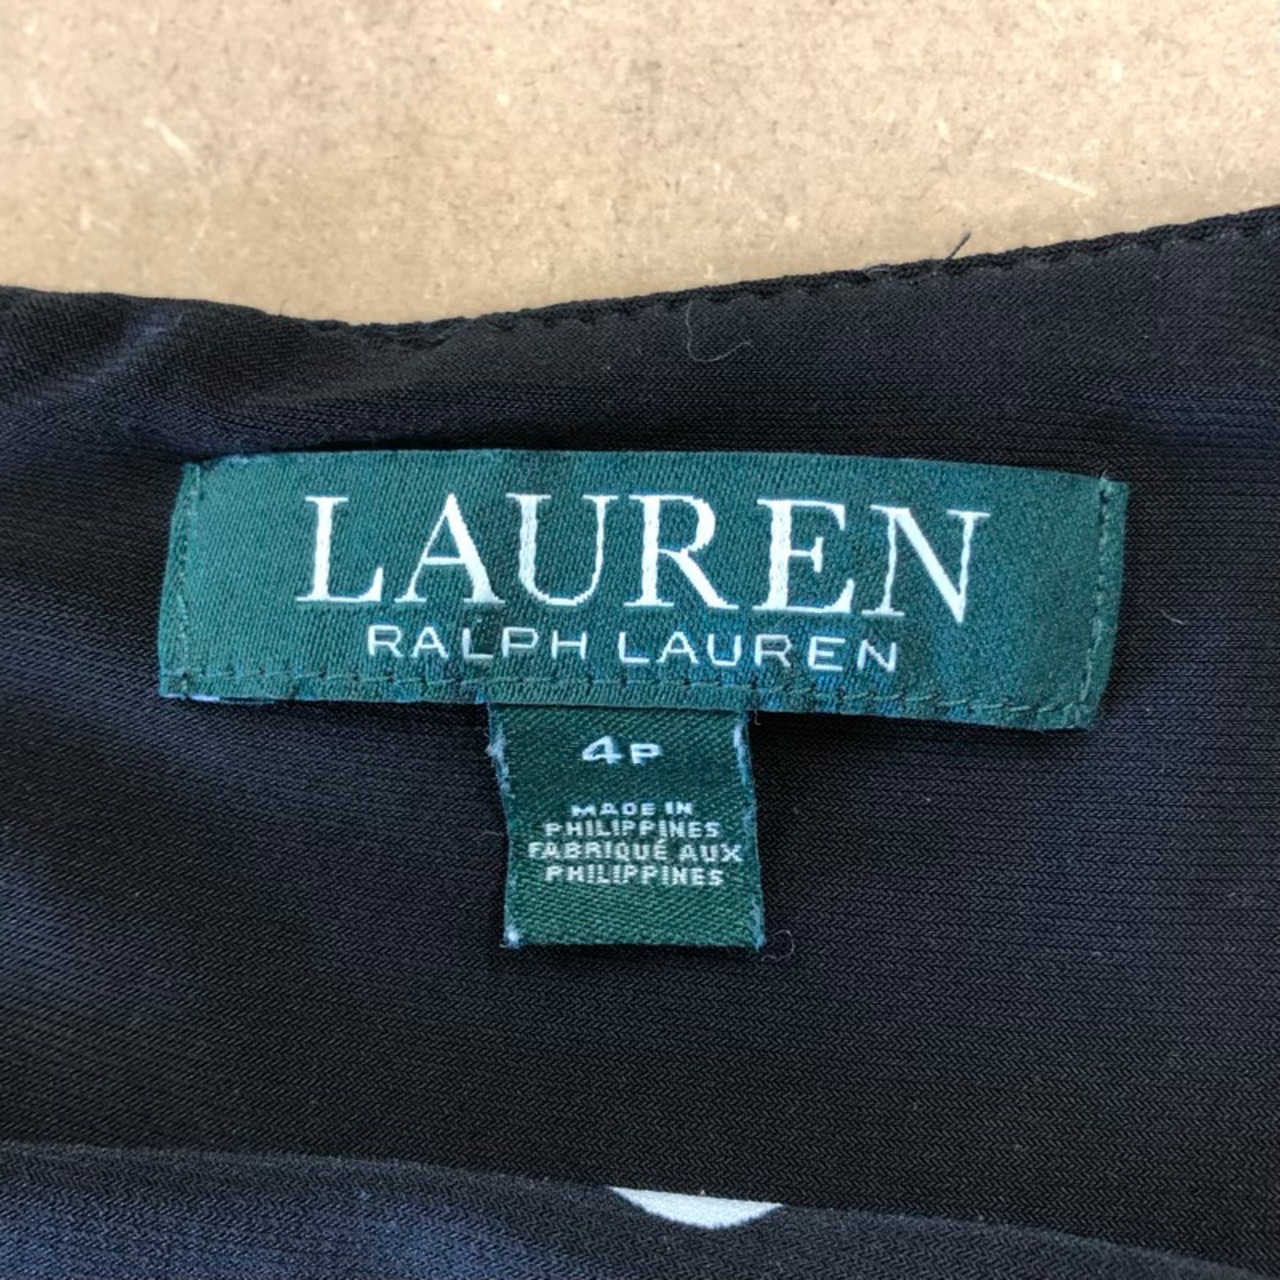 LAUREN
RALPH LAUREN
4P
MADE IN
PHILIPPINES
FABRIQUÉ AUX
PHILIPPINES